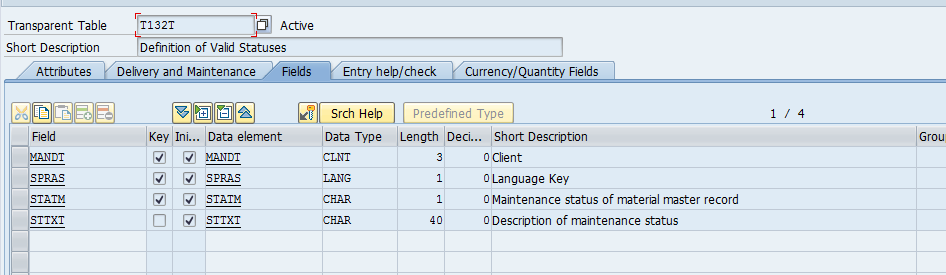 Transparent Table T132T Active
Short Description Definition of Valid Statuses
Attributes Delivery and Maintenance Fields Entry help/check Currency/Quantity Fields
Srch Help Predefined Type 1 / 4
Field Key Ini... Data element Data Type Length Deci... Short Description Grou
MANDT MANDT CLNT 3 0 Client
SPRAS SPRAS LANG 1 0 Language Key
STATM STATM CHAR 1 0 Maintenance status of material master record
STTXT STTXT CHAR 40 0 Description of maintenance status